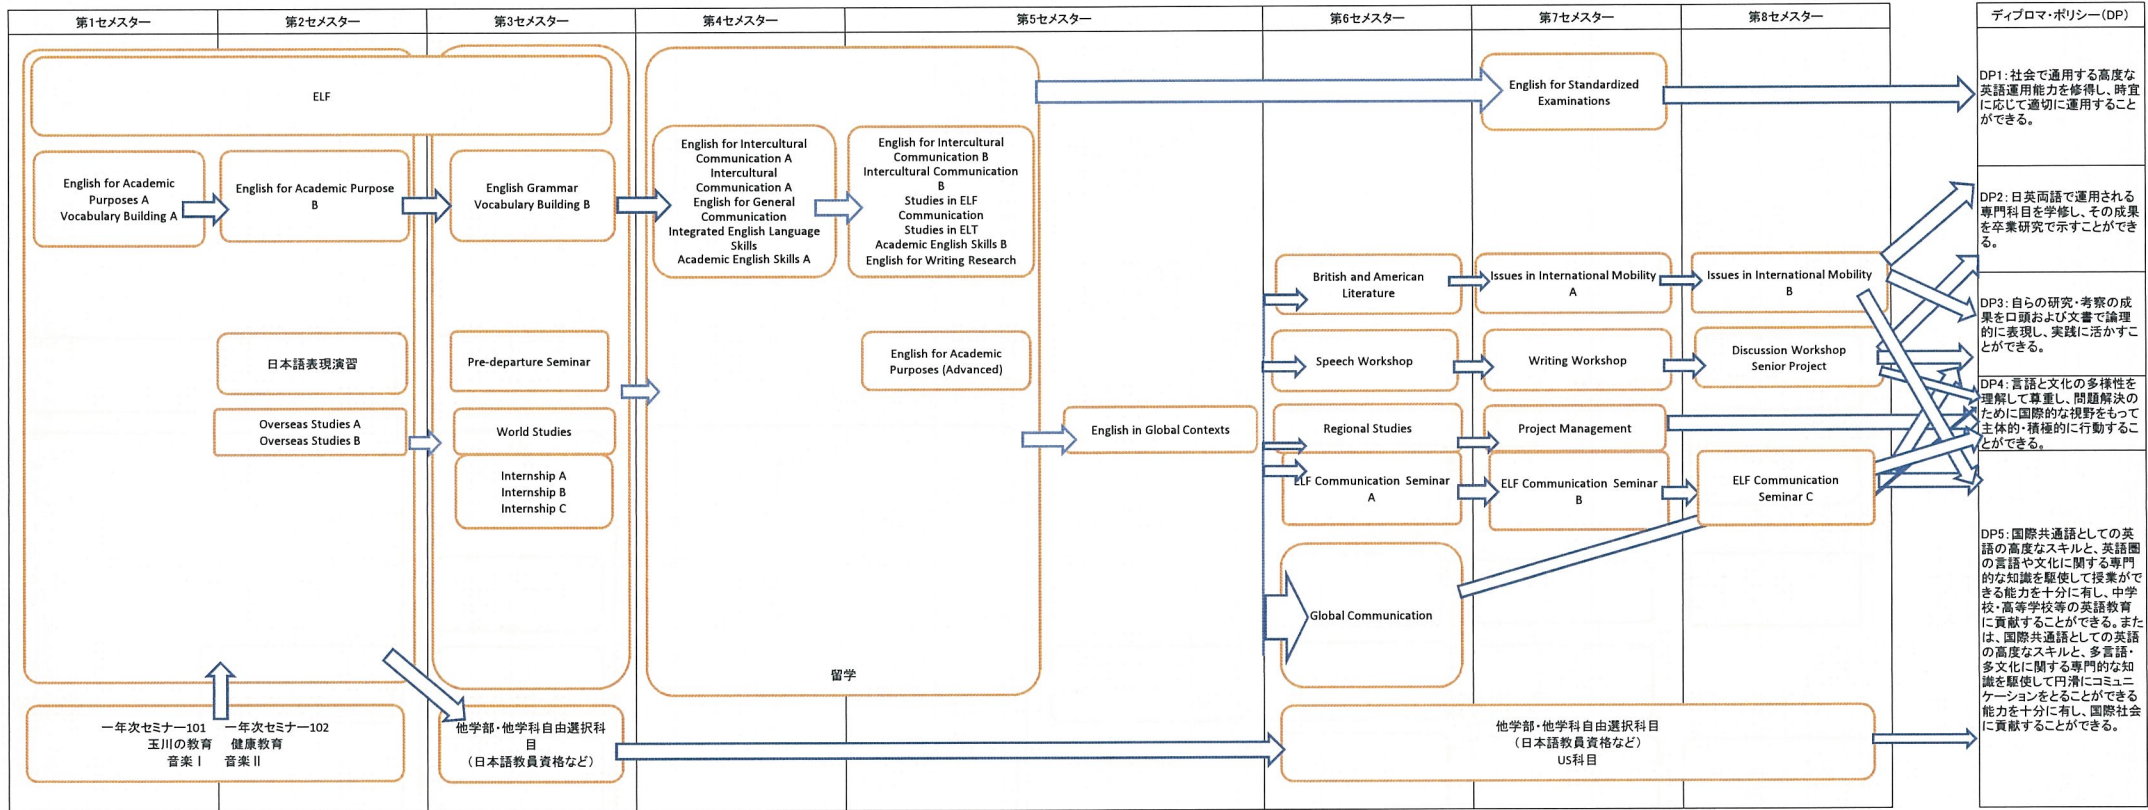 第1セメスター
第2セメスター
第3セメスター
第4セメスター
第5セメスター
第6セメスター
第7セメスター
第8セメスター
ディプロマ・ポリシー(DP)
ELF
English for Academic
Purposes A
Vocabulary Building A
English for Academic Purpose
B
English Grammar
Vocabulary Building B
English for Intercultural
Communication A
Intercultural
Communication A
English for General
Communication
Integrated English Language
Skills
Academic English Skills A
English for Intercultural
Communication B
Intercultural Communication
B
Studies in ELF
Communication
Studies in ELT
Academic English Skills B
English for Writing Research
English for Standardized
Examinations
日本語表現演習
Pre-departure Seminar
English for Academic
Purposes (Advanced)
Overseas Studies A
Overseas Studies B
World Studies
Internship A
Internship B
Internship C
English in Global Contexts
British and American
Literature
Issues in International Mobility
A
Issues in International Mobility
B
Speech Workshop
Writing Workshop
Discussion Workshop
Senior Project
Regional Studies
Project Management
ELF Communication Seminar
A
ELF Communication Seminar
B
ELF Communication
Seminar C
Global Communication
留学
一年次セミナー101 一年次セミナー102
玉川の教育 健康教育
音楽Ⅰ 音楽Ⅱ
他学部・他学科自由選択科
目
(日本語教員資格など)
他学部・他学科自由選択科目
(日本語教員資格など)
US科目
DP1:社会で通用する高度な
英語運用能力を修得し、時宜
に応じて適切に運用すること
ができる。
DP2:日英両語で運用される
専門科目を学修し、その成果
を卒業研究で示すことができ
る。
DP3:自らの研究・考察の成
果を口頭および文書で論理
的に表現し、実践に活かすこ
とができる。
DP4:言語と文化の多様性を
理解して尊重し、問題解決の
ために国際的な視野をもって
主体的・積極的に行動するこ
とができる。
DP5:国際共通語としての英
語の高度なスキルと、英語圏
の言語や文化に関する専門
的な知識を駆使して授業がで
きる能力を十分に有し、中学
校・高等学校等の英語教育
に貢献することができる。また
は、国際共通語としての英語
の高度なスキルと、多言語・
多文化に関する専門的な知
識を駆使して円滑にコミュニ
ケーションをとることができる
能力を十分に有し、国際社会
に貢献することができる。